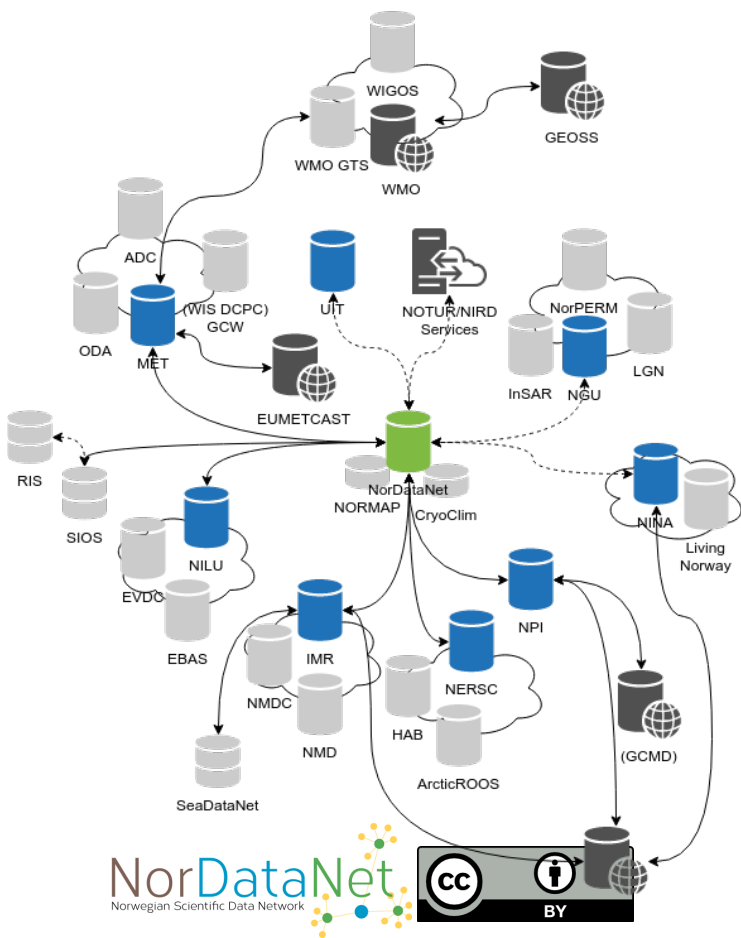 WIGOS
GEOSS
WMO GTS
WMO
ADC
(WIS DCPC)
GCW
UIT
NOTUR/NIRD
Services
NorPERM
ODA
MET
InSAR
NGU
LGN
EUMETCAST
RIS
NorDataNet
NORMAP
CryoClim
SIOS
NINA
Living
Norway
NILU
EVDC
EBAS
NPI
IMR
NERSC
NMDC
NMD
HAB
(GCMD)
ArcticROOS
SeaDataNet
NorDataNet
Norwegian Scientific Data Network
cc
BY